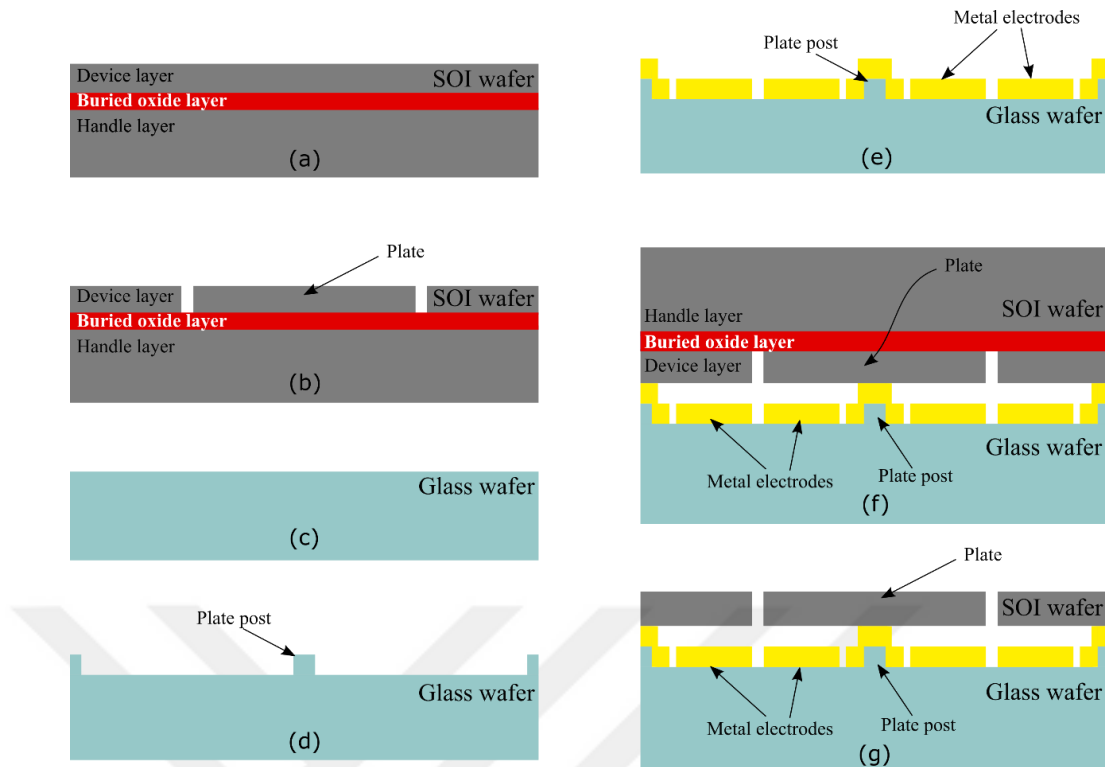 Device layer
SOI wafer
Buried oxide layer
Handle layer
(a)
Plate
Device layer
SOI wafer
Buried oxide layer
Handle layer
(b)
Glass wafer
(c)
Plate post
Glass wafer
(d)
Metal electrodes
Plate post
Glass wafer
(e)
Plate
SOI wafer
Handle layer
Buried oxide layer
Device layer
Glass wafer
Metal electrodes
Plate post
(f)
Plate
SOI wafer
Glass wafer
Metal electrodes
Plate post
(g)